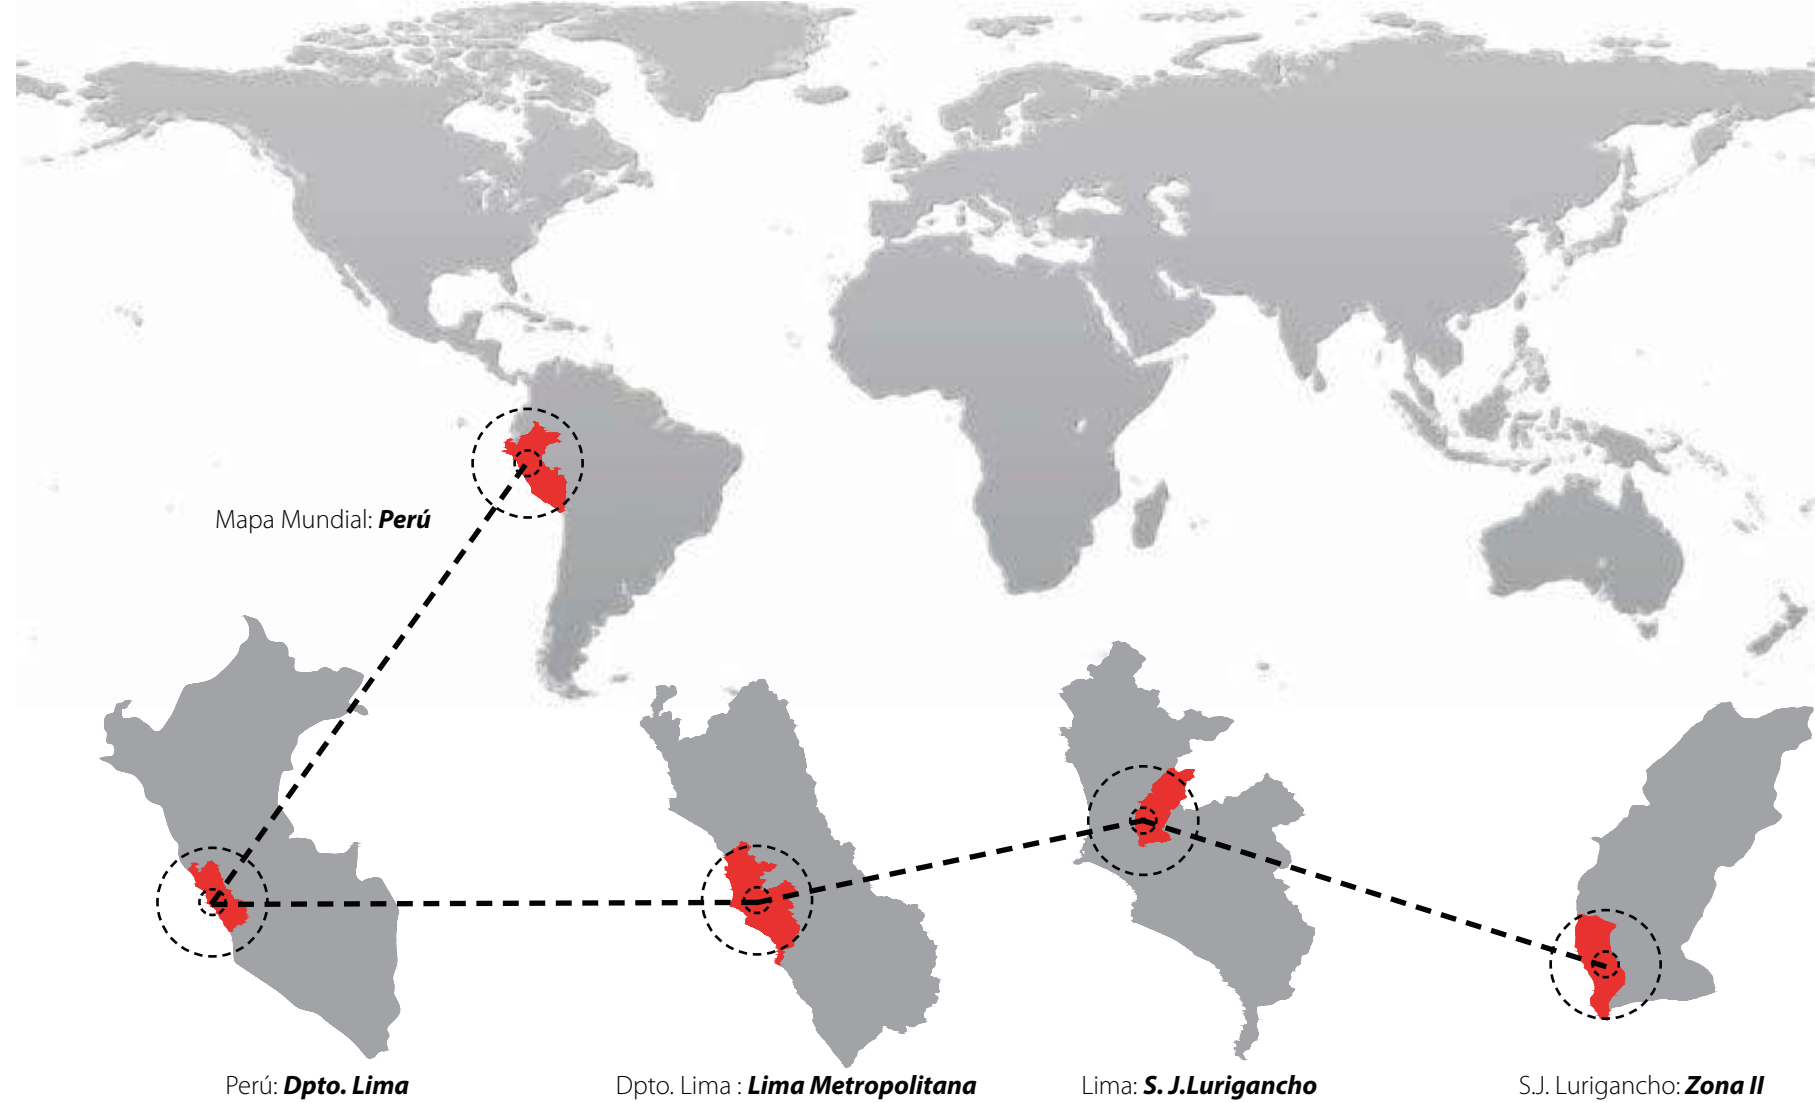 Mapa Mundial: Perú
Perú: Dpto. Lima
Dpto. Lima : Lima Metropolitana
Lima: S. J.Lurigancho
S.J. Lurigancho: Zona II